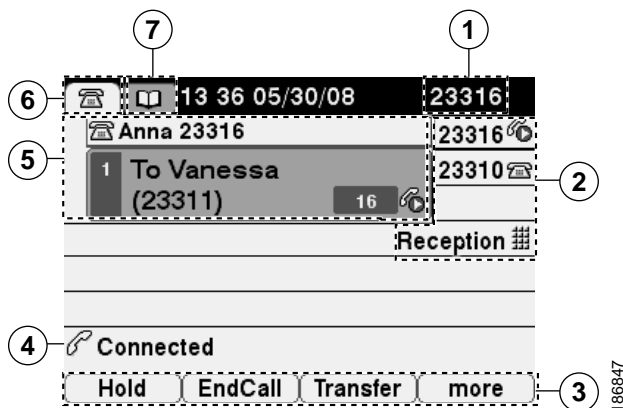 7
1
6
13 36 05/30/08 23316
Anna 23316
23316
5
1 To Vanessa
23310
2
(23311) 16
Reception
4
Connected
Hold EndCall Transfer more
3
186847